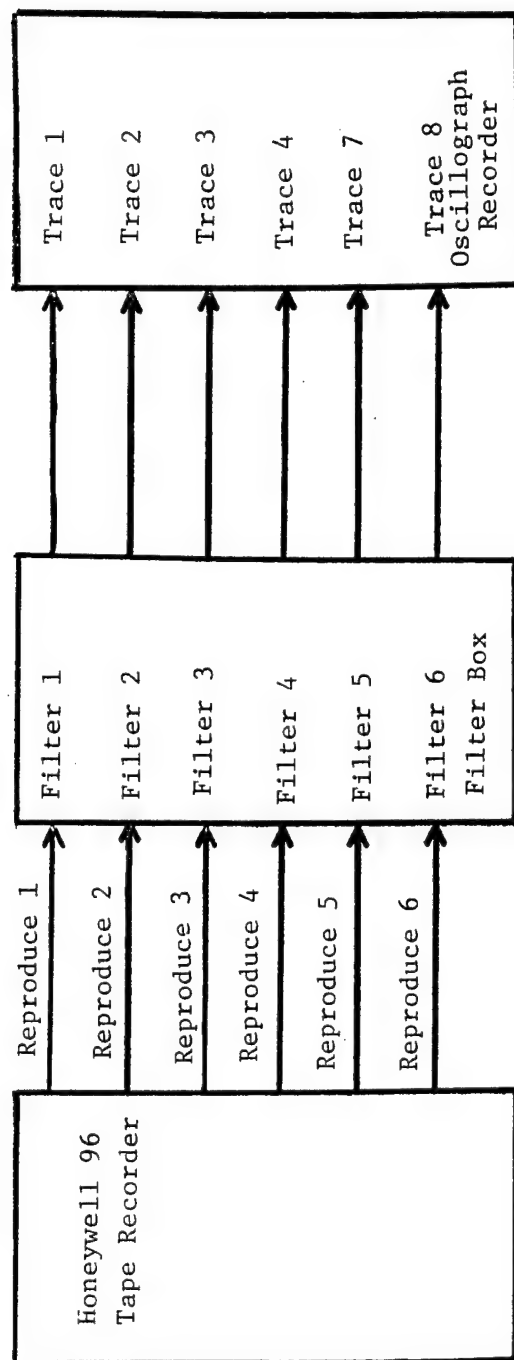 Honeywell 96
Tape Recorder
Reproduce 1
Reproduce 2
Reproduce 3
Reproduce 4
Reproduce 5
Reproduce 6
Filter 1
Filter 2
Filter 3
Filter 4
Filter 5
Filter 6
Filter Box
Trace 1
Trace 2
Trace 3
Trace 4
Trace 7
Trace 8
Oscillograph
Recorder